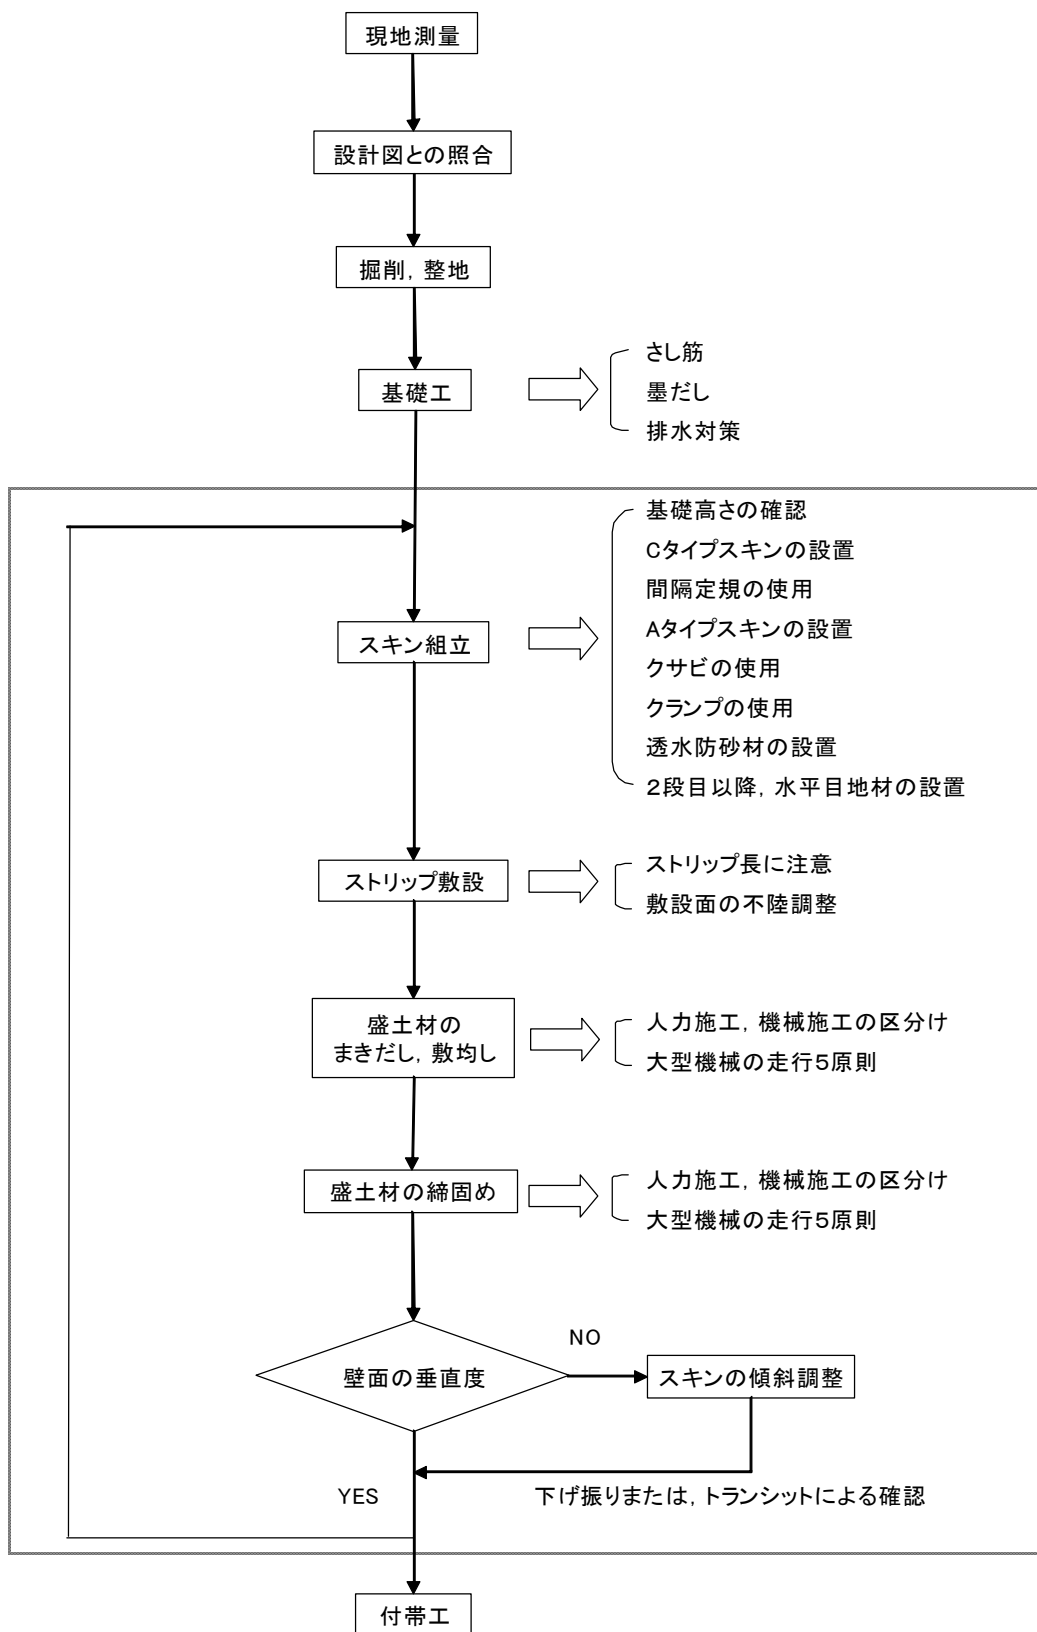 現地測量
設計図との照合
掘削, 整地
基礎工
さし筋
墨だし
排水対策
スキン組立
基礎高さの確認
Cタイプスキンの設置
間隔定規の使用
Aタイプスキンの設置
クサビの使用
クランプの使用
透水防砂材の設置
2段目以降, 水平目地材の設置
ストリップ敷設
ストリップ長に注意
敷設面の不陸調整
盛土材の
まきだし, 敷均し
人力施工, 機械施工の区分け
大型機械の走行5原則
盛土材の締固め
人力施工, 機械施工の区分け
大型機械の走行5原則
壁面の垂直度
NO
スキンの傾斜調整
YES
下げ振りまたは, トランシットによる確認
付帯工